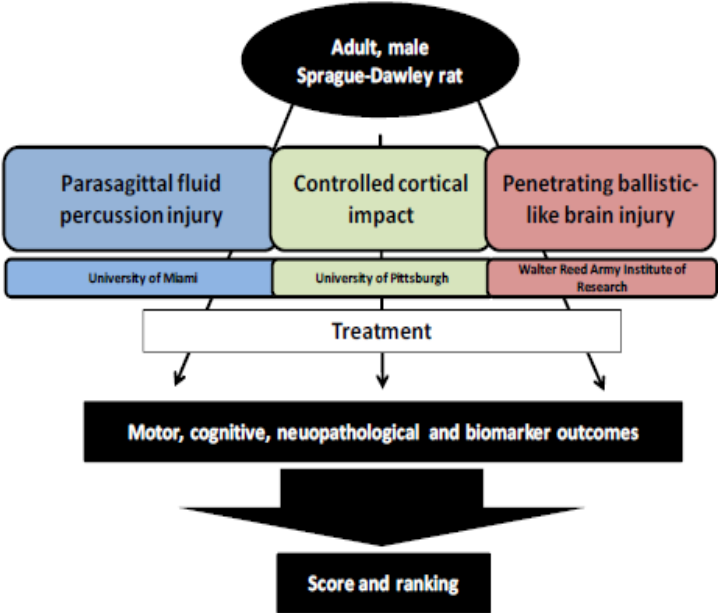 Adult, male
Sprague-Dawley rat
Parasagittal fluid
percussion injury
Controlled cortical
impact
Penetrating ballistic-
like brain injury
University of Miami
University of Pittsburgh
Walter Reed Army Institute of
Research
Treatment
Motor, cognitive, neuopathological and biomarker outcomes
Score and ranking